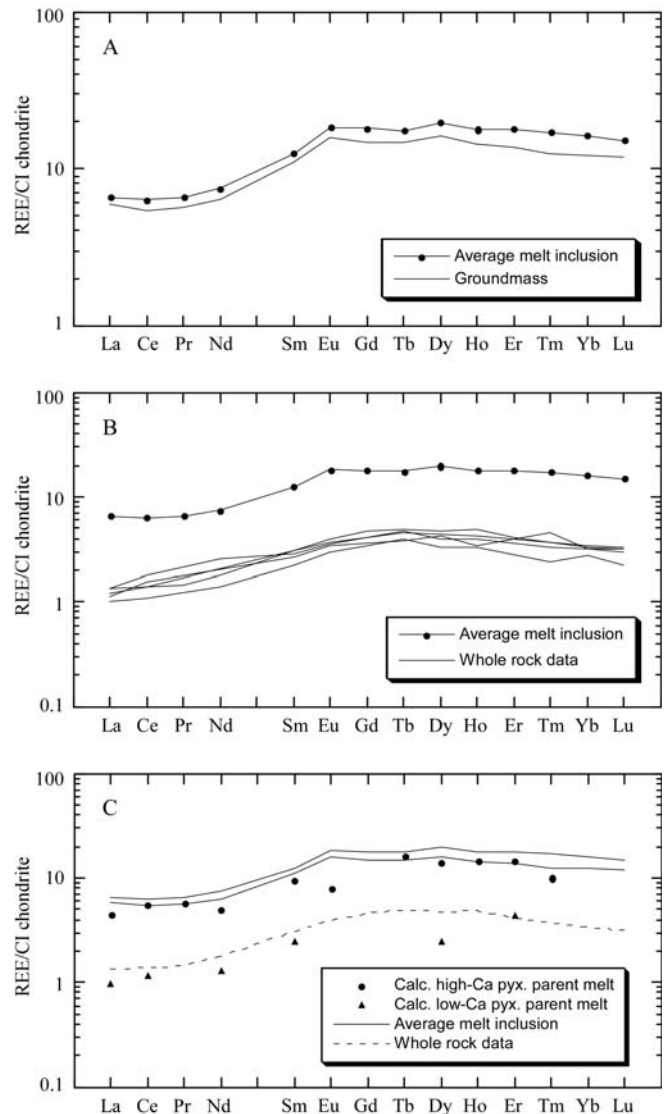 100
A
REE/CI chondrite
10
Average melt inclusion
Groundmass
1
La Ce Pr Nd Sm Eu Gd Tb Dy Ho Er Tm Yb Lu
100
B
REE/CI chondrite
10
1
Average melt inclusion
Whole rock data
0.1
La Ce Pr Nd Sm Eu Gd Tb Dy Ho Er Tm Yb Lu
100
C
REE/CI chondrite
10
1
Calc. high-Ca pyx. parent melt
Calc. low-Ca pyx. parent melt
Average melt inclusion
Whole rock data
0.1
La Ce Pr Nd Sm Eu Gd Tb Dy Ho Er Tm Yb Lu